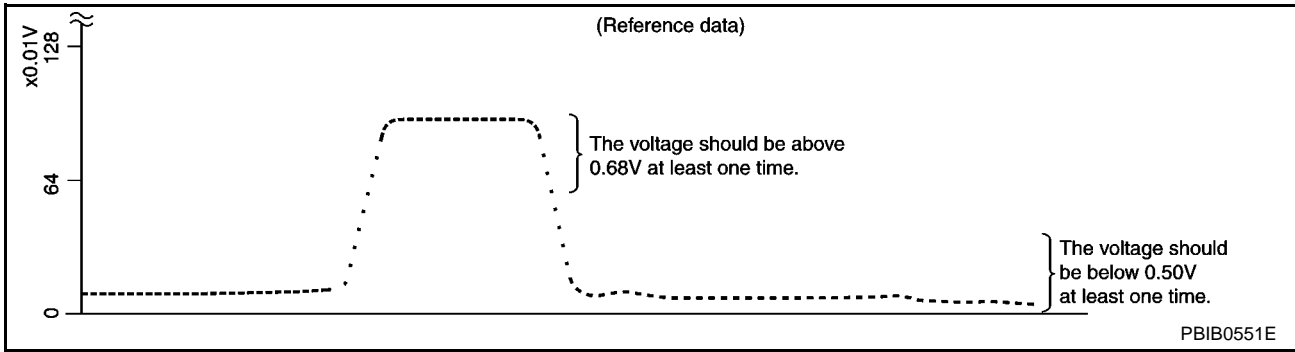 (Reference data)
x0.01V
128
64
0
The voltage should be above
0.68V at least one time.
The voltage should
be below 0.50V
at least one time.
PBIB0551E